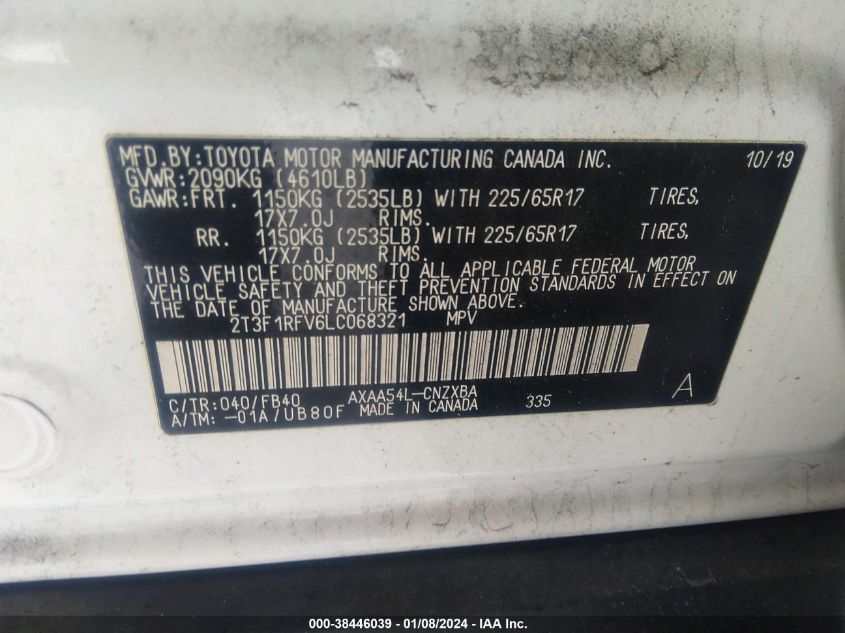 MFD.BY:TOYOTA MOTOR MANUFACTURING CANADA INC. 10/19
GVWR:2090KG (4610LB)
GAWR:FRT. 1150KG (2535LB) WITH 225/65R17 TIRES,
17X7.0J RIMS.
RR. 1150KG (2535LB) WITH 225/65R17 TIRES,
17X7.0J RIMS.
THIS VEHICLE CONFORMS TO ALL APPLICABLE FEDERAL MOTOR
VEHICLE SAFETY AND THEFT PREVENTION STANDARDS IN EFFECT ON
THE DATE OF MANUFACTURE SHOWN ABOVE.
2T3F1RFV6LC068321 MPV
C/TR:040/FB40 AXAA54L-CNZXBA A
A/TM:-01A/UB80F MADE IN CANADA 335
000-38446039 - 01/08/2024 - IAA Inc.